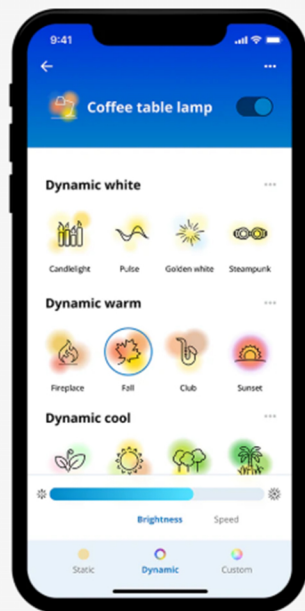 9:41
Coffee table lamp
Dynamic white
Candlelight Pulse Golden white Steampunk
Dynamic warm
Fireplace Fall Club Sunset
Dynamic cool
Brightness Speed
Static Dynamic Custom